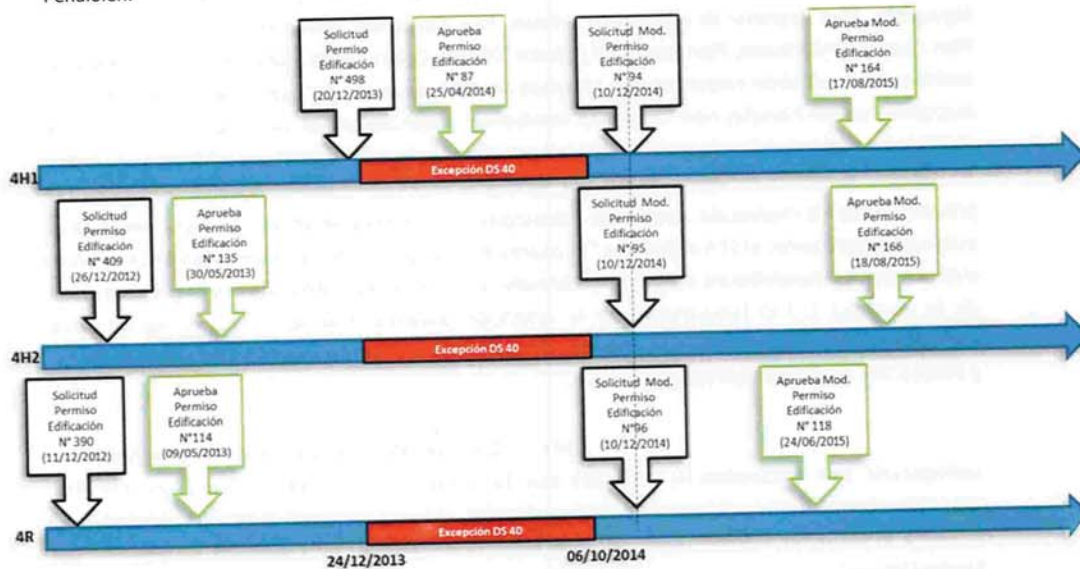 Solicitud
Permiso
Edificación
N° 498
(20/12/2013)
Aprueba
Permiso
Edificación
N° 87
(25/04/2014)
Solicitud Mod.
Permiso
Edificación
N°94
(10/12/2014)
Aprueba Mod.
Permiso
Edificación
N° 164
(17/08/2015)
4H1
Excepción DS 40
Solicitud
Permiso
Edificación
N° 409
(26/12/2012)
Aprueba
Permiso
Edificación
N° 135
(30/05/2013)
Solicitud Mod.
Permiso
Edificación
N°95
(10/12/2014)
Aprueba Mod.
Permiso
Edificación
N° 166
(18/08/2015)
4H2
Excepción DS 40
Solicitud
Permiso
Edificación
N° 390
(11/12/2012)
Aprueba
Permiso
Edificación
N°114
(09/05/2013)
Solicitud Mod.
Permiso
Edificación
N°96
(10/12/2014)
Aprueba Mod.
Permiso
Edificación
N° 118
(24/06/2015)
4R
Excepción DS 40
24/12/2013
06/10/2014